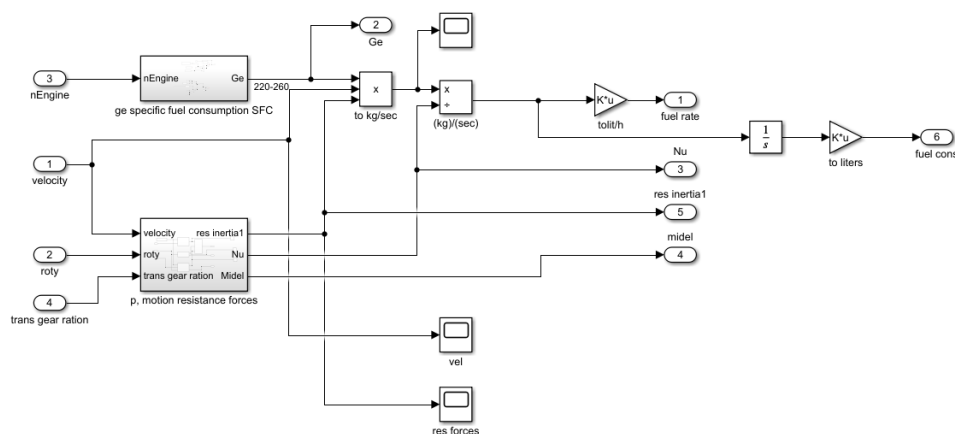 2
Ge
3
nEngine
nEngine
Ge
220-260
ge specific fuel consumption SFC
x
to kg/sec
x
÷
(kg)/(sec)
K*u
tolit/h
1
fuel rate
1
s
K*u
to liters
6
fuel cons
1
velocity
Nu
3
res inertia1
5
midel
4
2
roty
4
trans gear ration
velocity
roty
trans gear ration
res inertia1
Nu
Midel
p, motion resistance forces
vel
res forces